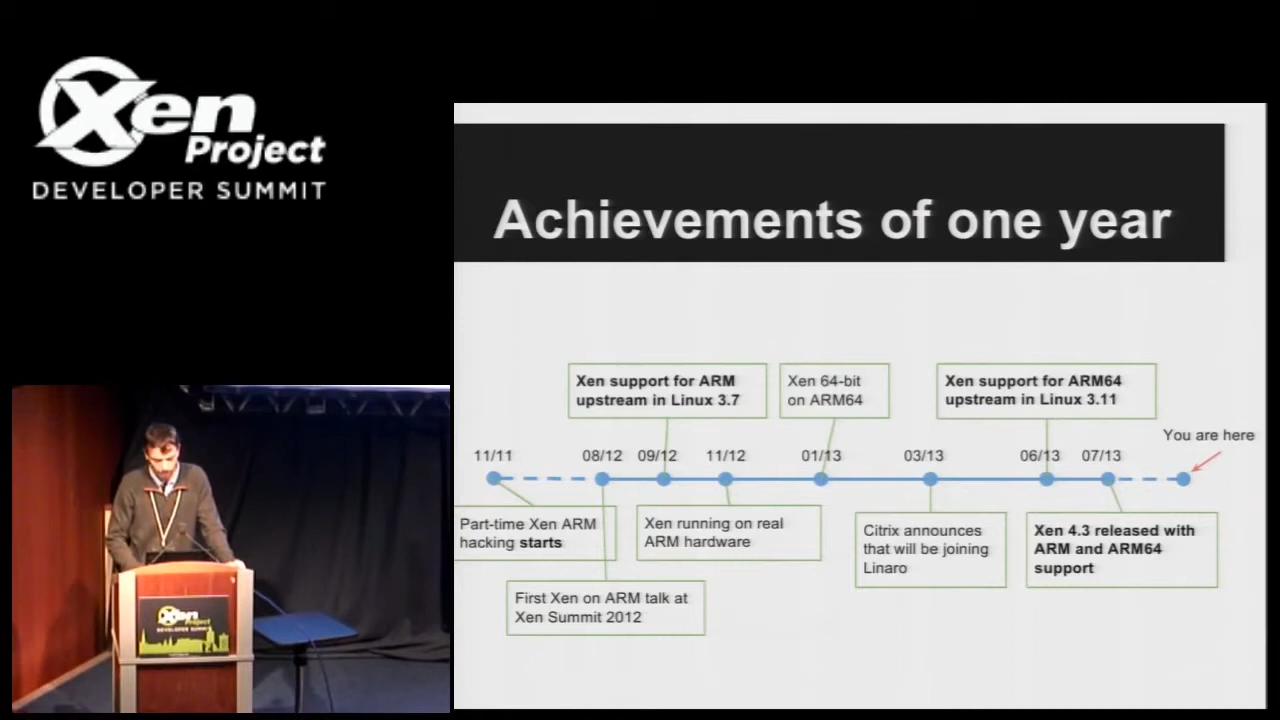 Xen
Project
DEVELOPER SUMMIT
Achievements of one year
Xen support for ARM
upstream in Linux 3.7
Xen 64-bit
on ARM64
Xen support for ARM64
upstream in Linux 3.11
You are here
11/11
08/12
09/12
11/12
01/13
03/13
06/13
07/13
Part-time Xen ARM
hacking starts
Xen running on real
ARM hardware
Citrix announces
that will be joining
Linaro
Xen 4.3 released with
ARM and ARM64
support
First Xen on ARM talk at
Xen Summit 2012
Xen
Project
DEVELOPER SUMMIT